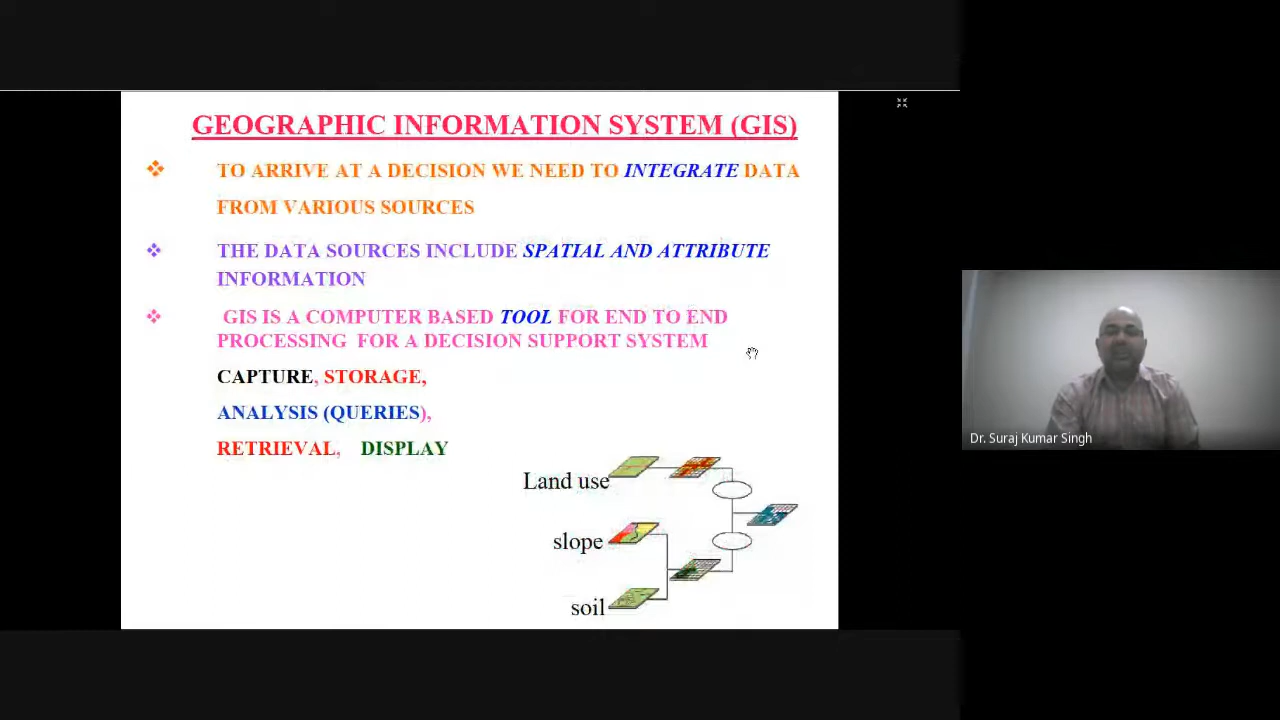 GEOGRAPHIC INFORMATION SYSTEM (GIS)
TO ARRIVE AT A DECISION WE NEED TO INTEGRATE DATA
FROM VARIOUS SOURCES
THE DATA SOURCES INCLUDE SPATIAL AND ATTRIBUTE
INFORMATION
GIS IS A COMPUTER BASED TOOL FOR END TO END
PROCESSING FOR A DECISION SUPPORT SYSTEM
CAPTURE, STORAGE,
ANALYSIS (QUERIES),
RETRIEVAL, DISPLAY
Land use
slope
soil
Dr. Suraj Kumar Singh